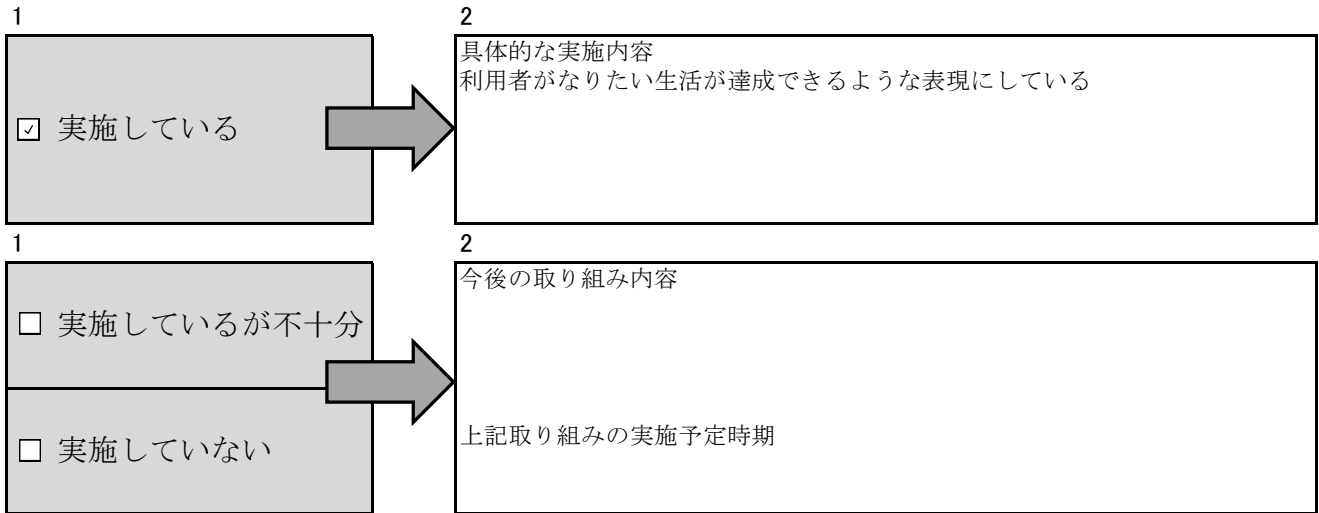 1
2
☑ 実施している
具体的な実施内容
利用者がなりたい生活が達成できるような表現にしている
1
2
☐ 実施しているが不十分
☐ 実施していない
今後の取り組み内容
上記取り組みの実施予定時期